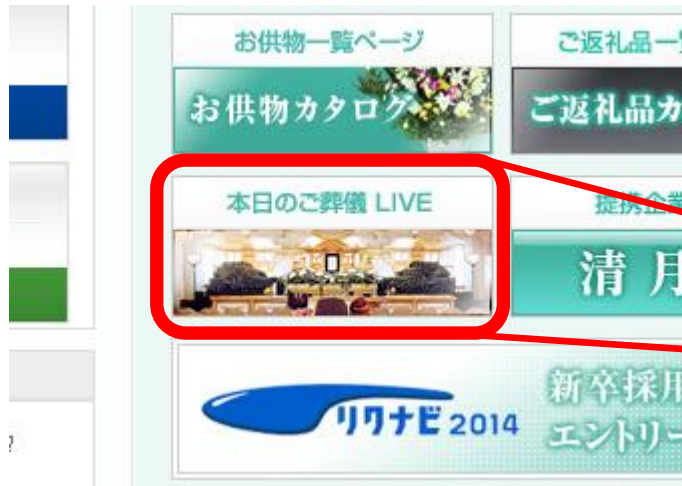 お供物一覧ページ
ご返礼品一
お供物カタログ
ご返礼品カ
本日のご葬儀 LIVE
提携企業
清月
リクナビ 2014
新卒採用
エントリー